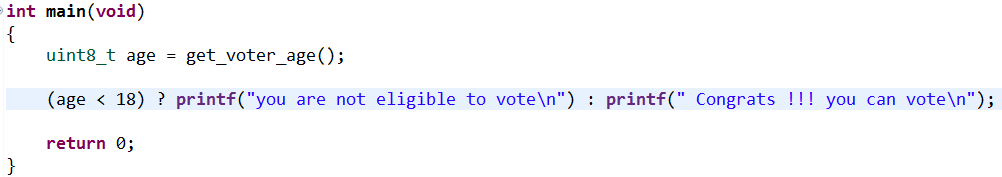 int main(void)
{
    uint8_t age = get_voter_age();
    (age < 18) ? printf("you are not eligible to vote\n") : printf(" Congrats !!! you can vote\n");
    return 0;
}